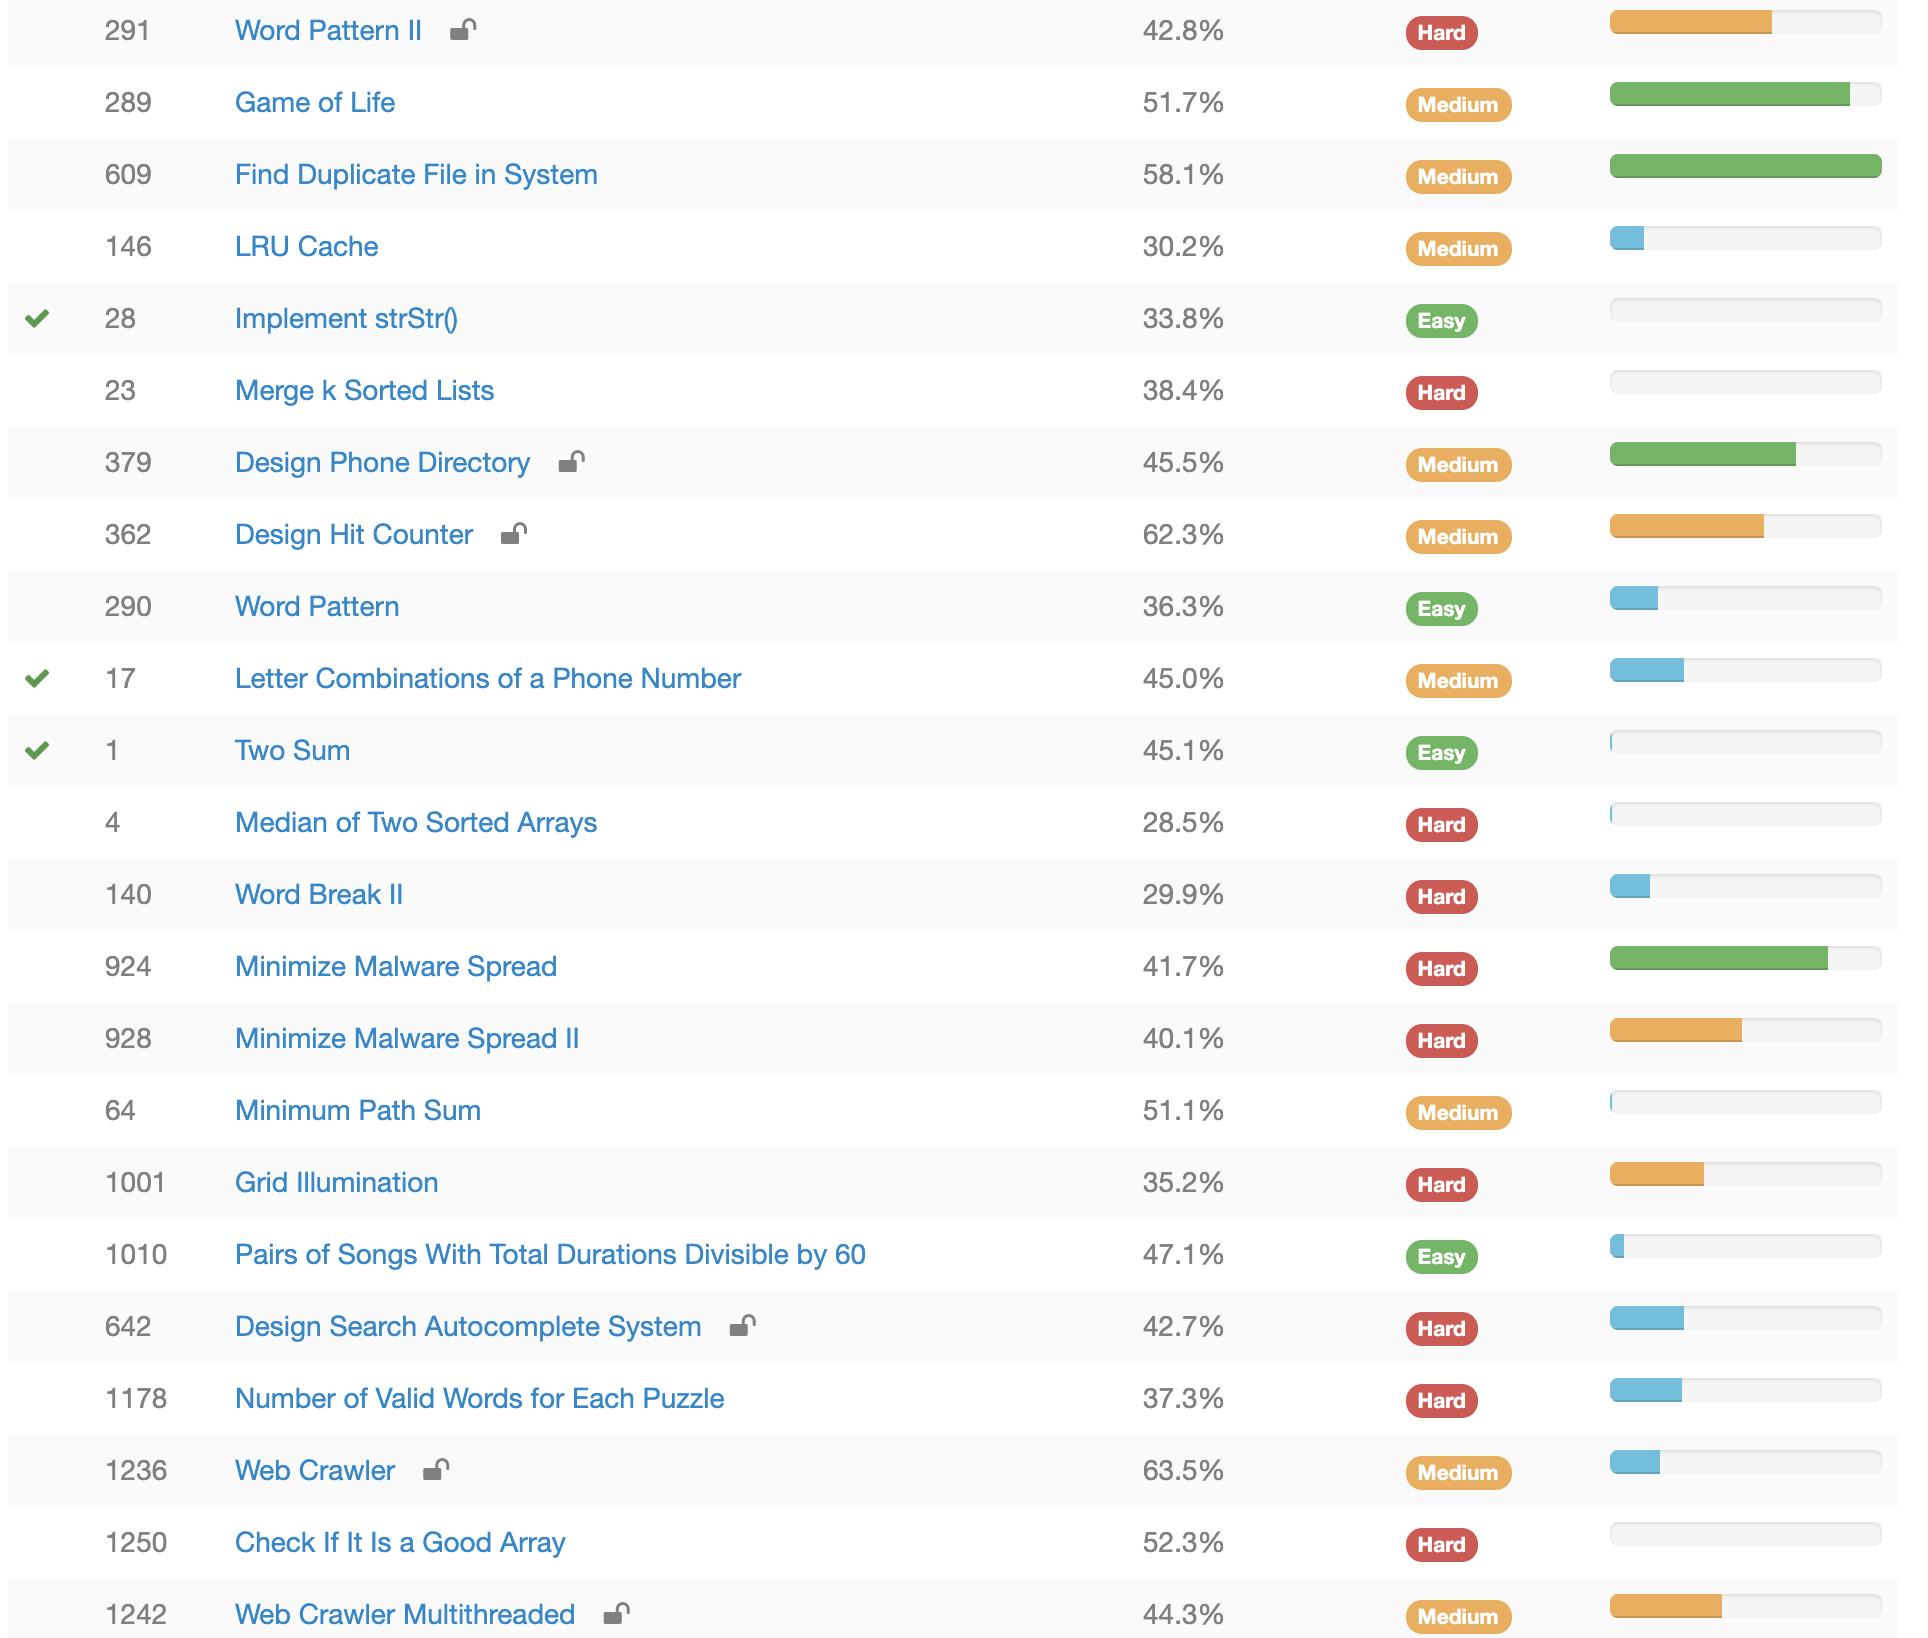 291 Word Pattern II 42.8% Hard
289 Game of Life 51.7% Medium
609 Find Duplicate File in System 58.1% Medium
146 LRU Cache 30.2% Medium
28 Implement strStr() 33.8% Easy
23 Merge k Sorted Lists 38.4% Hard
379 Design Phone Directory 45.5% Medium
362 Design Hit Counter 62.3% Medium
290 Word Pattern 36.3% Easy
17 Letter Combinations of a Phone Number 45.0% Medium
1 Two Sum 45.1% Easy
4 Median of Two Sorted Arrays 28.5% Hard
140 Word Break II 29.9% Hard
924 Minimize Malware Spread 41.7% Hard
928 Minimize Malware Spread II 40.1% Hard
64 Minimum Path Sum 51.1% Medium
1001 Grid Illumination 35.2% Hard
1010 Pairs of Songs With Total Durations Divisible by 60 47.1% Easy
642 Design Search Autocomplete System 42.7% Hard
1178 Number of Valid Words for Each Puzzle 37.3% Hard
1236 Web Crawler 63.5% Medium
1250 Check If It Is a Good Array 52.3% Hard
1242 Web Crawler Multithreaded 44.3% Medium